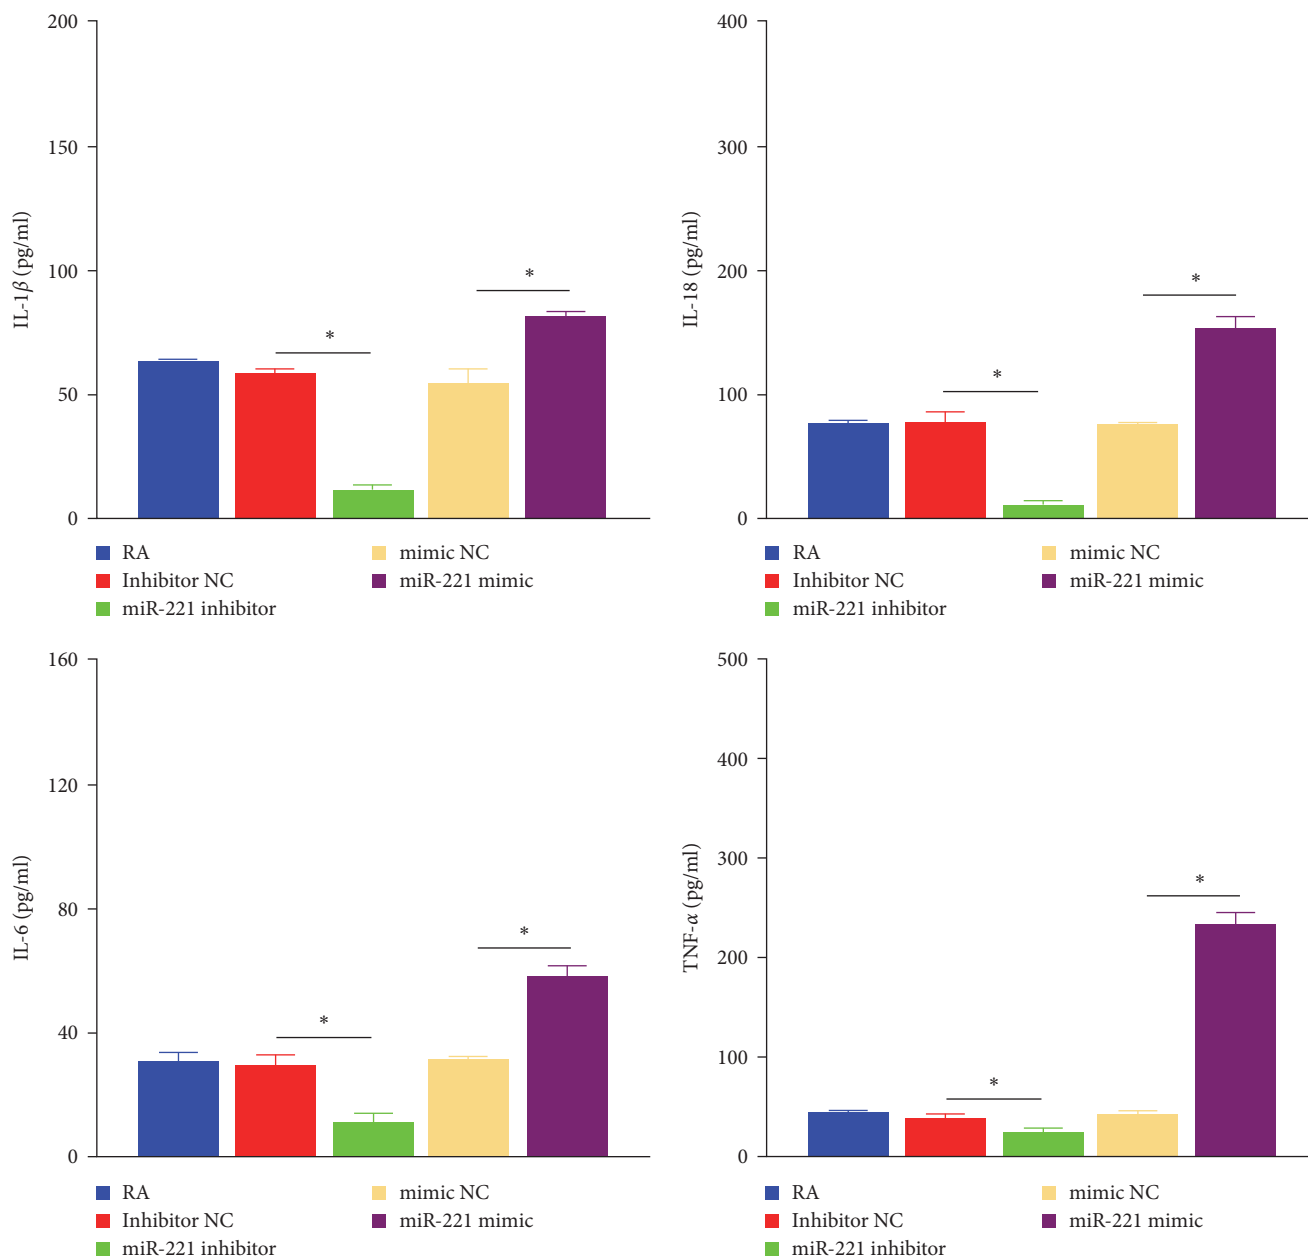 200
150
100
50
0
IL-1β (pg/ml)
*
*
RA
Inhibitor NC
miR-221 inhibitor
mimic NC
miR-221 mimic
400
300
200
100
0
IL-18 (pg/ml)
*
*
RA
Inhibitor NC
miR-221 inhibitor
mimic NC
miR-221 mimic
160
120
80
40
0
IL-6 (pg/ml)
*
*
RA
Inhibitor NC
miR-221 inhibitor
mimic NC
miR-221 mimic
500
400
300
200
100
0
TNF-α (pg/ml)
*
*
RA
Inhibitor NC
miR-221 inhibitor
mimic NC
miR-221 mimic